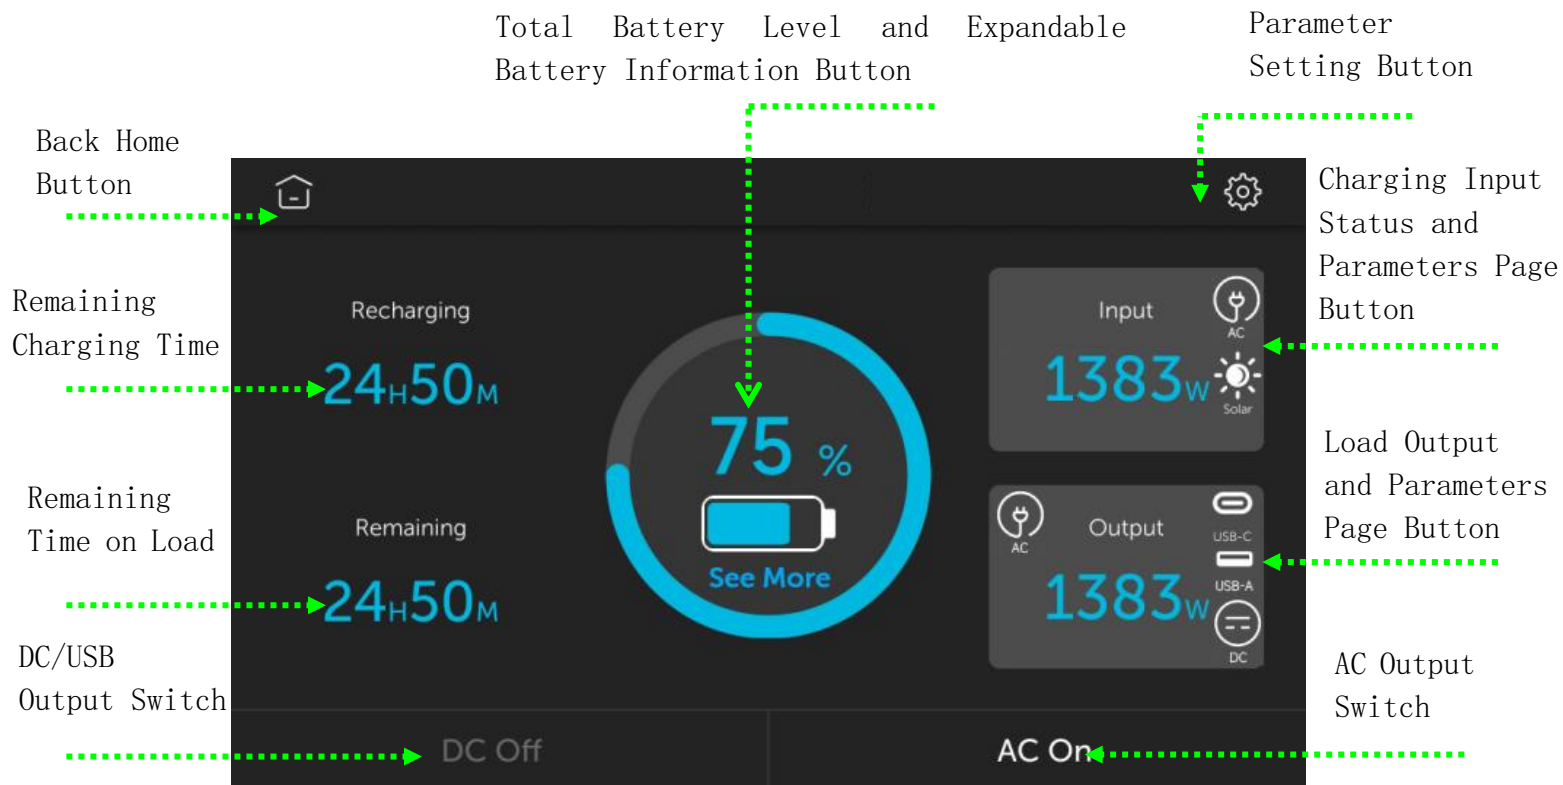 Total Battery Level and Expandable
Battery Information Button
Parameter
Setting Button
Back Home
Button
Charging Input
Status and
Parameters Page
Button
Remaining
Charging Time
Recharging
24H50M
75 %
See More
Input
1383W
AC
Solar
Load Output
and Parameters
Page Button
Remaining
Time on Load
Remaining
24H50M
AC
Output
1383W
USB-C
USB-A
DC
DC/USB
Output Switch
AC Output
Switch
DC Off
AC On